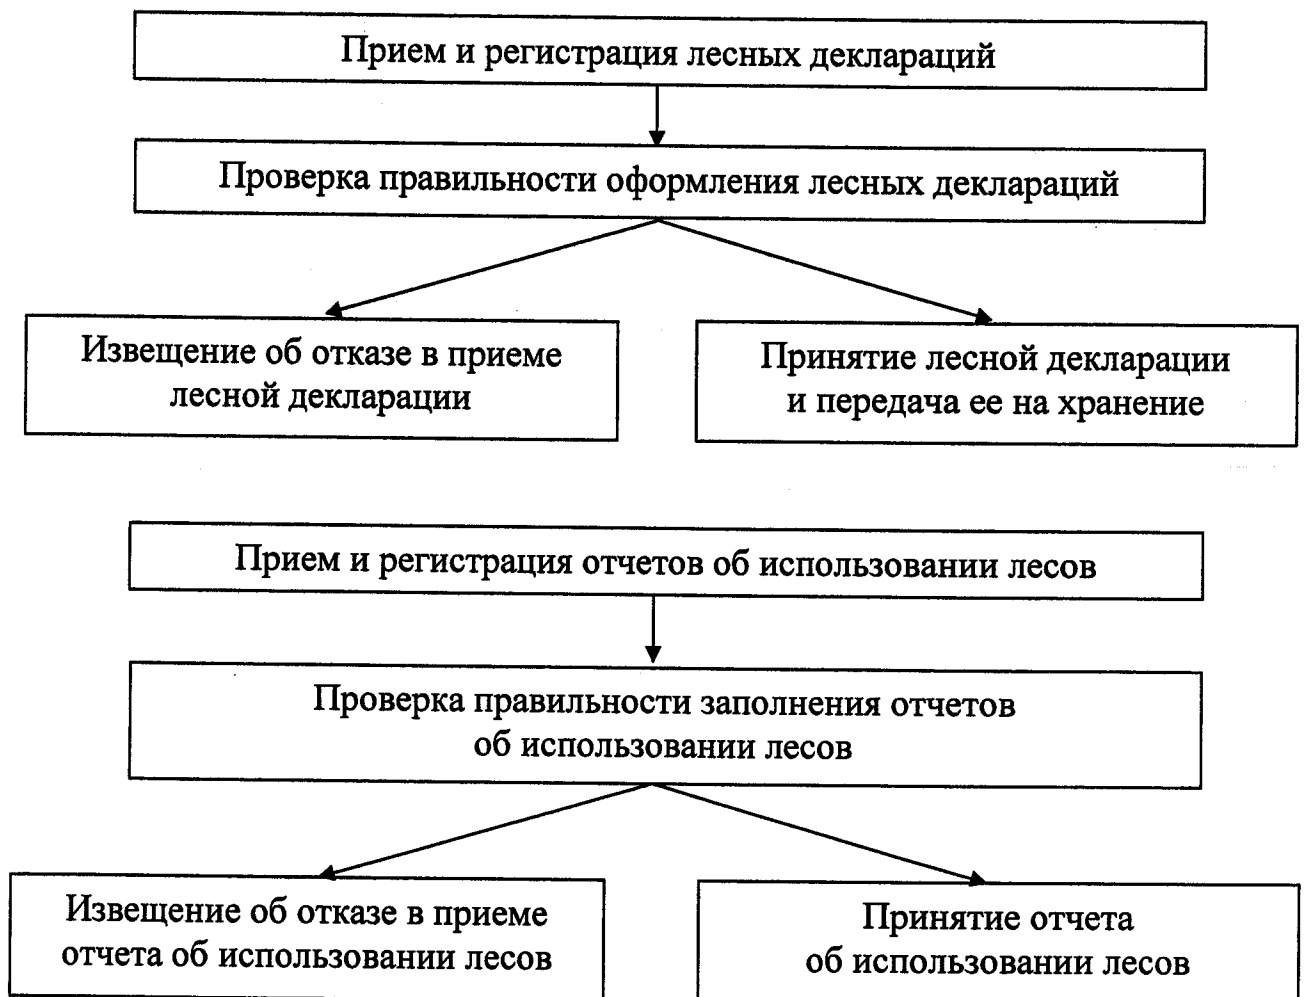 Прием и регистрация лесных деклараций
Проверка правильности оформления лесных деклараций
Извещение об отказе в приеме
лесной декларации
Принятие лесной декларации
и передача ее на хранение
Прием и регистрация отчетов об использовании лесов
Проверка правильности заполнения отчетов
об использовании лесов
Извещение об отказе в приеме
отчета об использовании лесов
Принятие отчета
об использовании лесов